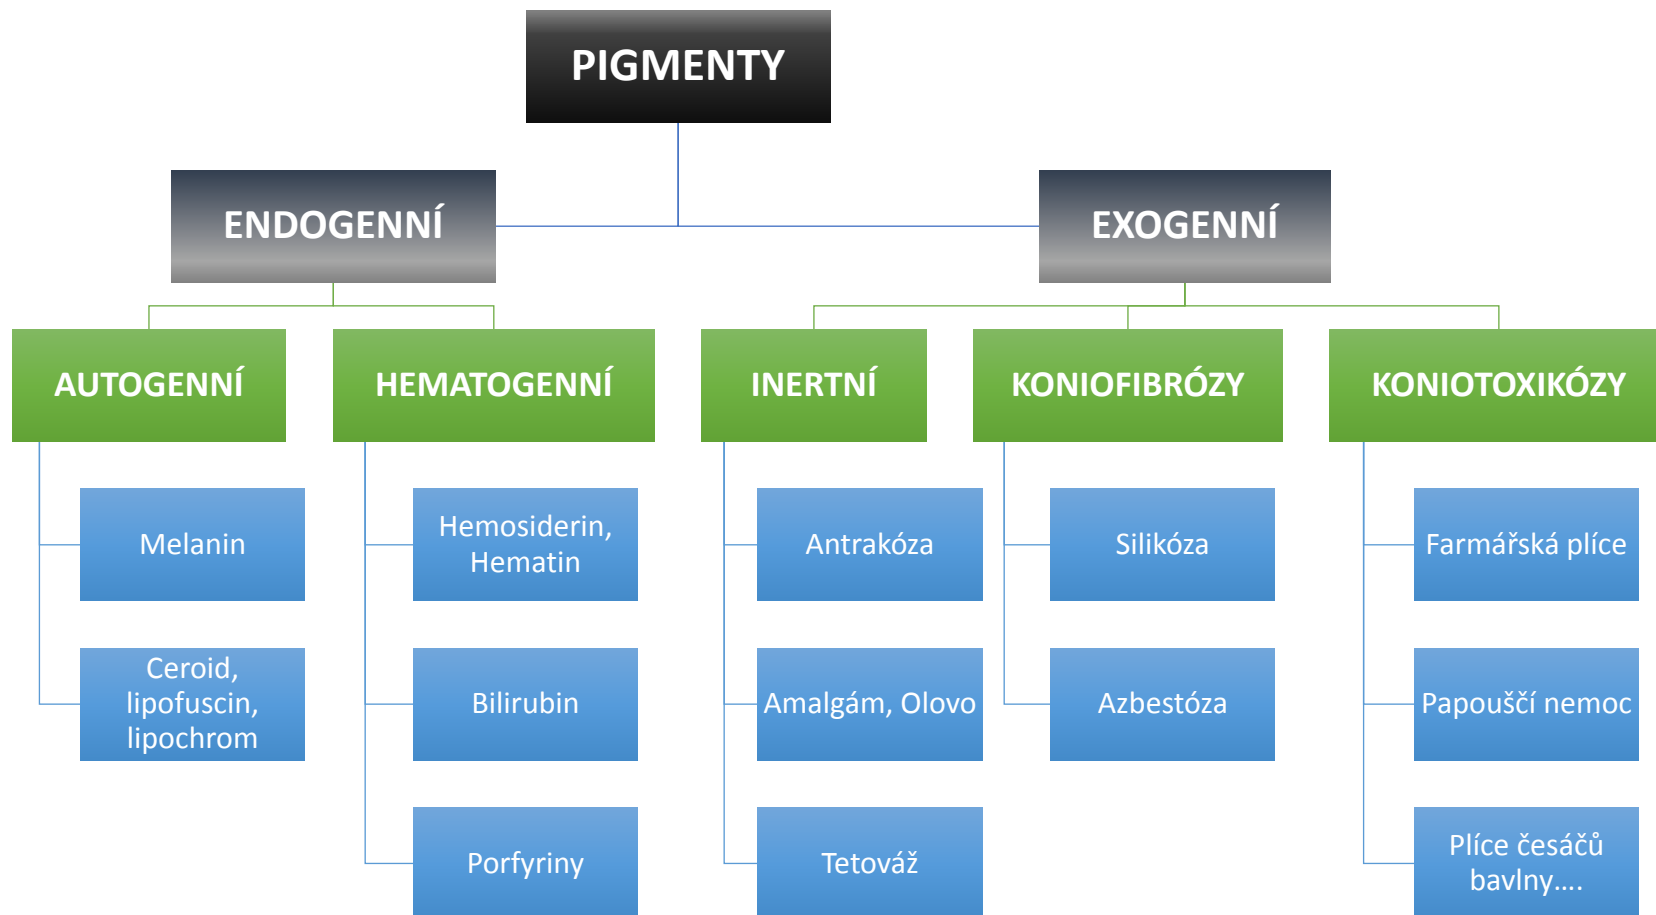 PIGMENTY
ENDOGENNÍ
EXOGENNÍ
AUTOGENNÍ
HEMATOGENNÍ
INERTNÍ
KONIOFIBRÓZY
KONIOTOXIKÓZY
Melanin
Hemosiderin,
Hematin
Antrakóza
Silikóza
Farmářská plíce
Ceroid,
lipofuscin,
lipochrom
Bilirubin
Amalgám, Olovo
Azbestóza
Papouščí nemoc
Porfyriny
Tetováž
Plíce česáčů
bavlny....